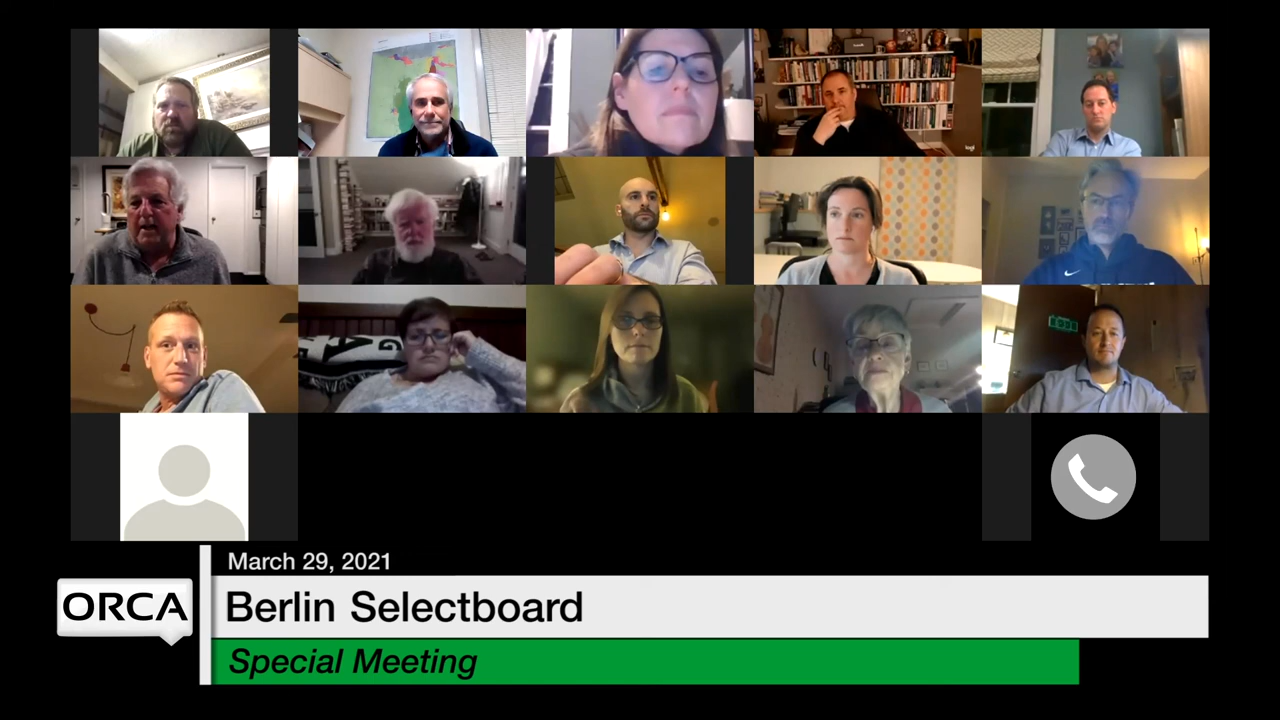 March 29, 2021
Berlin Selectboard
ORCA
Special Meeting